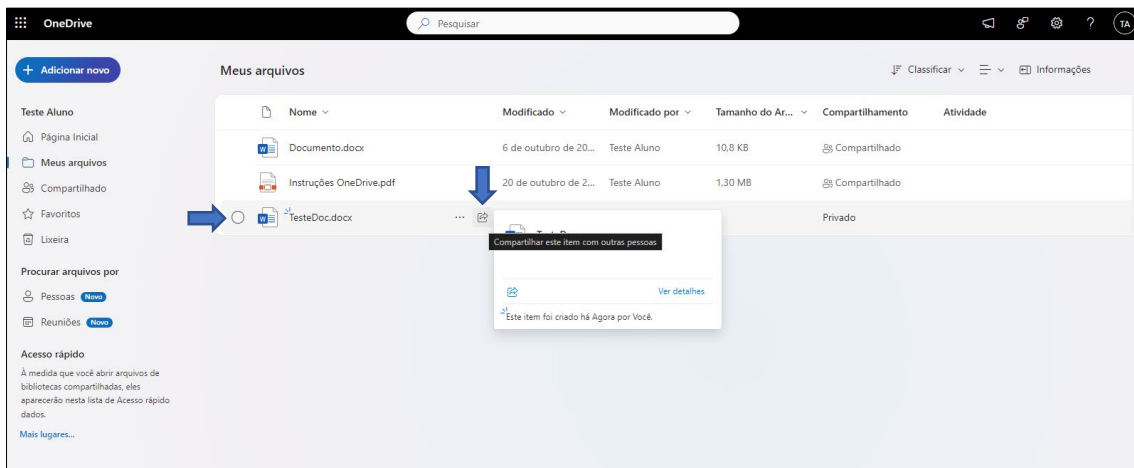 OneDrive
Pesquisar
TA
Adicionar novo
Meus arquivos
Classificar
Informações
Teste Aluno
Página Inicial
Meus arquivos
Compartilhado
Favoritos
Lixeira
Procurar arquivos por
Pessoas Novo
Reuniões Novo
Acesso rápido
À medida que você abrir arquivos de
bibliotecas compartilhadas, eles
aparecerão nesta lista de Acesso rápido
dados.
Mais lugares...
Nome Modificado Modificado por Tamanho do Ar... Compartilhamento Atividade
Documento.docx 6 de outubro de 20... Teste Aluno 10,8 KB Compartilhado
Instruções OneDrive.pdf 20 de outubro de 2... Teste Aluno 1,30 MB Compartilhado
TesteDoc.docx ... Privado
Compartilhar este item com outras pessoas
Ver detalhes
Este item foi criado há Agora por Você.